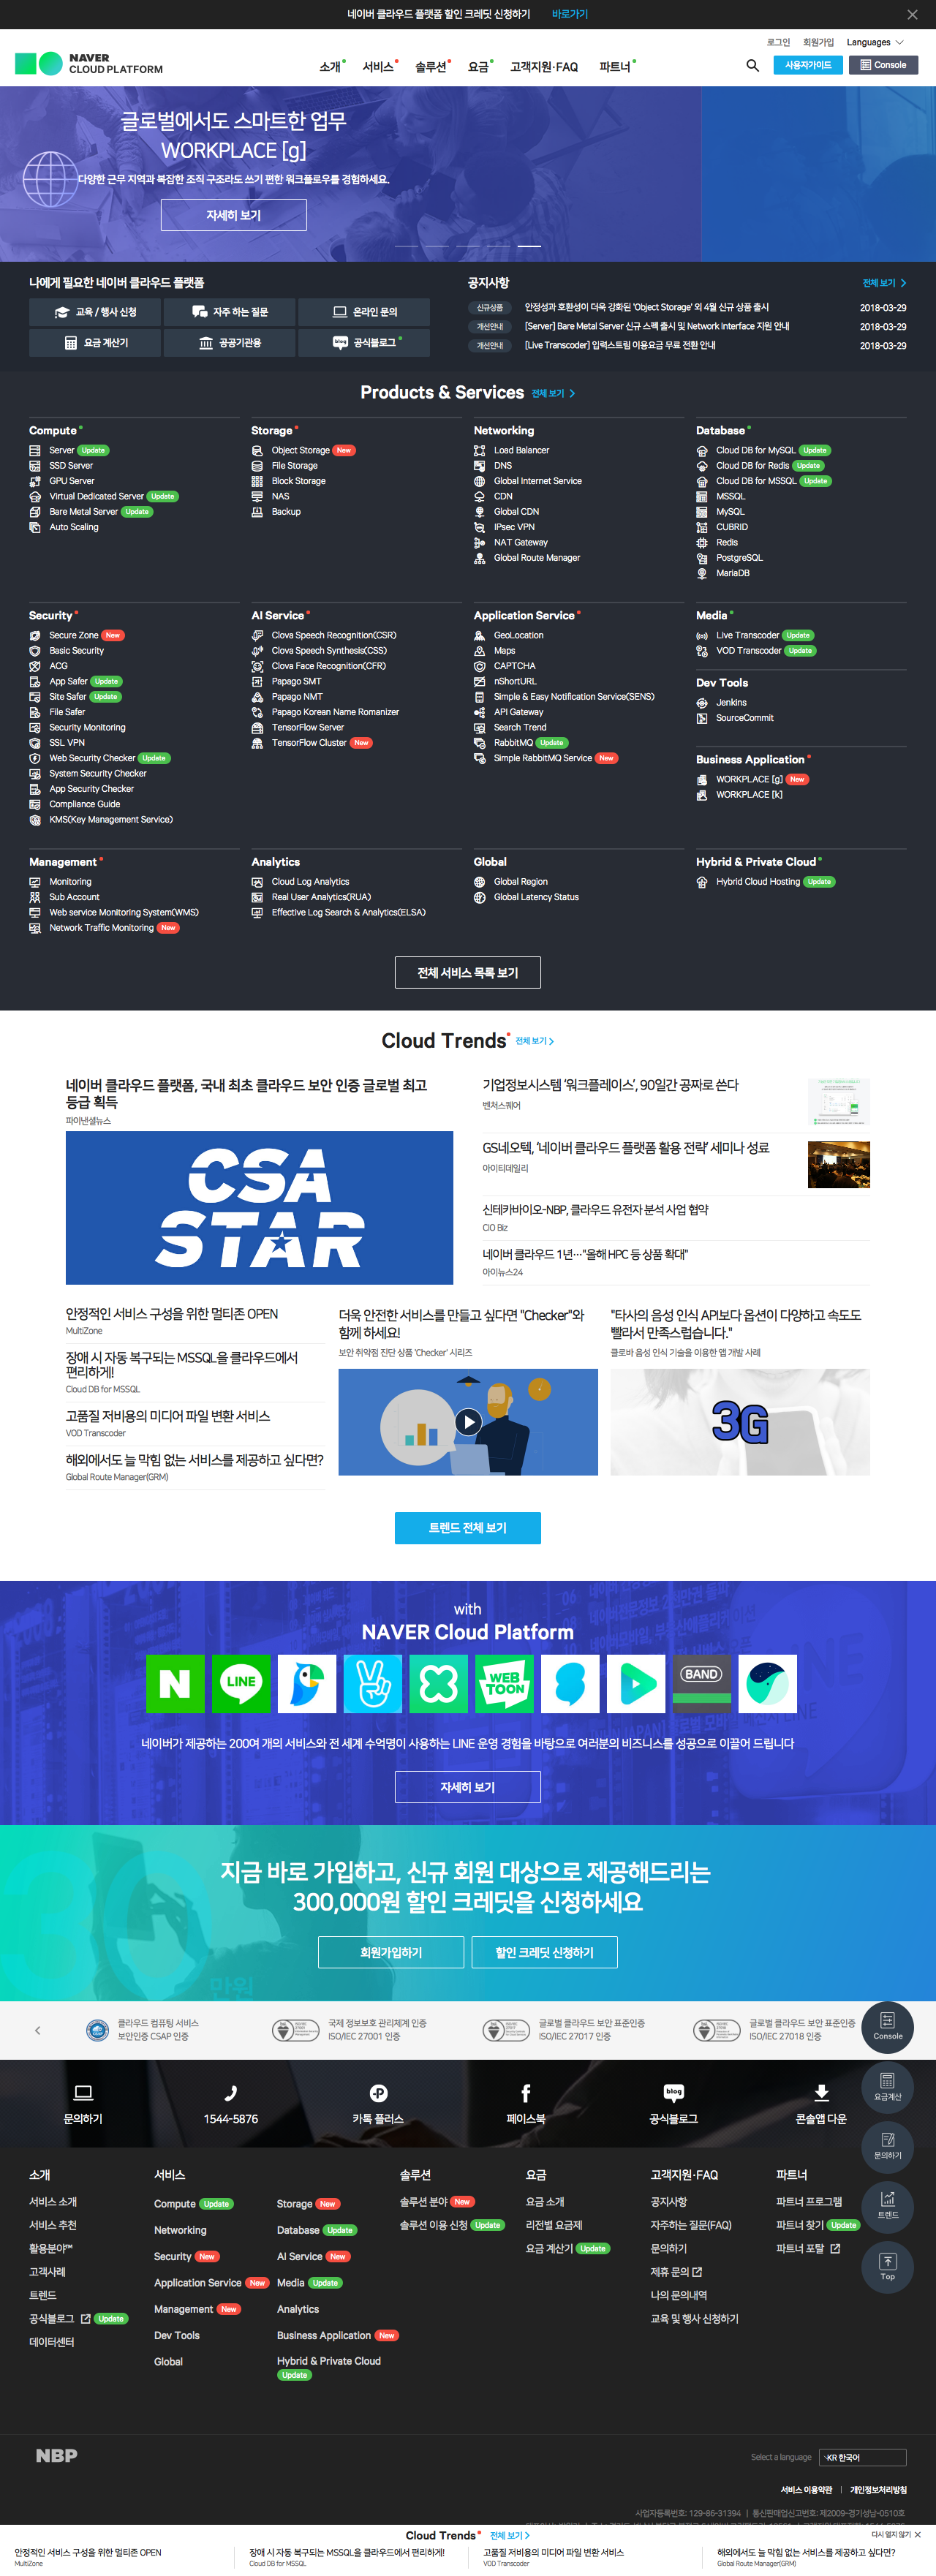 네이버 클라우드 플랫폼 할인 크레딧 신청하기 바로가기
로그인 회원가입 Languages
NAVER
CLOUD PLATFORM
소개 서비스 솔루션 요금 고객지원·FAQ 파트너
사용자가이드 Console
글로벌에서도 스마트한 업무
WORKPLACE [g]
다양한 근무 지역과 복잡한 조직 구조라도 쓰기 편한 워크플로우를 경험하세요.
자세히 보기
나에게 필요한 네이버 클라우드 플랫폼
교육 / 행사 신청 자주 하는 질문 온라인 문의
요금 계산기 공공기관용 blog 공식블로그
공지사항 전체 보기
신규상품 안정성과 호환성이 더욱 강화된 'Object Storage' 외 4월 신규 상품 출시 2018-03-29
개선안내 [Server] Bare Metal Server 신규 스펙 출시 및 Network Interface 지원 안내 2018-03-29
개선안내 [Live Transcoder] 입력스트림 이용요금 무료 전환 안내 2018-03-29
Products & Services 전체 보기
Compute
Server Update
SSD Server
GPU Server
Virtual Dedicated Server Update
Bare Metal Server Update
Auto Scaling
Storage
Object Storage New
File Storage
Block Storage
NAS
Backup
Networking
Load Balancer
DNS
Global Internet Service
CDN
Global CDN
IPsec VPN
NAT Gateway
Global Route Manager
Database
Cloud DB for MySQL Update
Cloud DB for Redis Update
Cloud DB for MSSQL Update
MSSQL
MySQL
CUBRID
Redis
PostgreSQL
MariaDB
Security
Secure Zone New
Basic Security
ACG
App Safer Update
Site Safer Update
File Safer
Security Monitoring
SSL VPN
Web Security Checker Update
System Security Checker
App Security Checker
Compliance Guide
KMS(Key Management Service)
AI Service
Clova Speech Recognition(CSR)
Clova Speech Synthesis(CSS)
Clova Face Recognition(CFR)
Papago SMT
Papago NMT
Papago Korean Name Romanizer
TensorFlow Server
TensorFlow Cluster New
Application Service
GeoLocation
Maps
CAPTCHA
nShortURL
Simple & Easy Notification Service(SENS)
API Gateway
Search Trend
RabbitMQ Update
Simple RabbitMQ Service New
Media
Live Transcoder Update
VOD Transcoder Update
Dev Tools
Jenkins
SourceCommit
Business Application
WORKPLACE [g] New
WORKPLACE [k]
Management
Monitoring
Sub Account
Web service Monitoring System(WMS)
Network Traffic Monitoring New
Analytics
Cloud Log Analytics
Real User Analytics(RUA)
Effective Log Search & Analytics(ELSA)
Global
Global Region
Global Latency Status
Hybrid & Private Cloud
Hybrid Cloud Hosting Update
전체 서비스 목록 보기
Cloud Trends 전체 보기
네이버 클라우드 플랫폼, 국내 최초 클라우드 보안 인증 글로벌 최고
등급 획득
파이낸셜뉴스
CSA
STAR
기업정보시스템 '워크플레이스', 90일간 공짜로 쓴다
벤처스퀘어
GS네오텍, '네이버 클라우드 플랫폼 활용 전략' 세미나 성료
아이티데일리
신테카바이오-NBP, 클라우드 유전자 분석 사업 협약
CIO Biz
네이버 클라우드 1년…"올해 HPC 등 상품 확대"
아이뉴스24
안정적인 서비스 구성을 위한 멀티존 OPEN
MultiZone
장애 시 자동 복구되는 MSSQL을 클라우드에서
편리하게!
Cloud DB for MSSQL
고품질 저비용의 미디어 파일 변환 서비스
VOD Transcoder
해외에서도 늘 막힘 없는 서비스를 제공하고 싶다면?
Global Route Manager(GRM)
더욱 안전한 서비스를 만들고 싶다면 "Checker"와
함께 하세요!
보안 취약점 진단 상품 'Checker' 시리즈
"타사의 음성 인식 API보다 옵션이 다양하고 속도도
빨라서 만족스럽습니다."
클로바 음성 인식 기술을 이용한 앱 개발 사례
3G
트렌드 전체 보기
with
NAVER Cloud Platform
N LINE WEB TOON BAND
네이버가 제공하는 200여 개의 서비스와 전 세계 수억명이 사용하는 LINE 운영 경험을 바탕으로 여러분의 비즈니스를 성공으로 이끌어 드립니다
자세히 보기
지금 바로 가입하고, 신규 회원 대상으로 제공해드리는
300,000원 할인 크레딧을 신청하세요
회원가입하기 할인 크레딧 신청하기
30
만원
클라우드 컴퓨팅 서비스
보안인증 CSAP 인증
국제 정보보호 관리체계 인증
ISO/IEC 27001 인증
글로벌 클라우드 보안 표준인증
ISO/IEC 27017 인증
글로벌 클라우드 보안 표준인증
ISO/IEC 27018 인증
Console
요금계산
문의하기
트렌드
Top
문의하기 1544-5876 카톡 플러스 페이스북 blog 공식블로그 콘솔앱 다운
소개
서비스 소개
서비스 추천
활용분야™
고객사례
트렌드
공식블로그 Update
데이터센터
서비스
Compute Update
Networking
Security New
Application Service New
Management New
Dev Tools
Global
Storage New
Database Update
AI Service New
Media Update
Analytics
Business Application New
Hybrid & Private Cloud
Update
솔루션
솔루션 분야 New
솔루션 이용 신청 Update
요금
요금 소개
리전별 요금제
요금 계산기 Update
고객지원·FAQ
공지사항
자주하는 질문(FAQ)
문의하기
제휴 문의
나의 문의내역
교육 및 행사 신청하기
파트너
파트너 프로그램
파트너 찾기 Update
파트너 포탈
NBP
Select a language KR 한국어
서비스 이용약관 | 개인정보처리방침
사업자등록번호: 129-86-31394 | 통신판매업신고번호: 제2009-경기성남-0510호
Cloud Trends 전체 보기 다시 열지 않기
안정적인 서비스 구성을 위한 멀티존 OPEN
MultiZone
장애 시 자동 복구되는 MSSQL을 클라우드에서 편리하게!
Cloud DB for MSSQL
고품질 저비용의 미디어 파일 변환 서비스
VOD Transcoder
해외에서도 늘 막힘 없는 서비스를 제공하고 싶다면?
Global Route Manager(GRM)